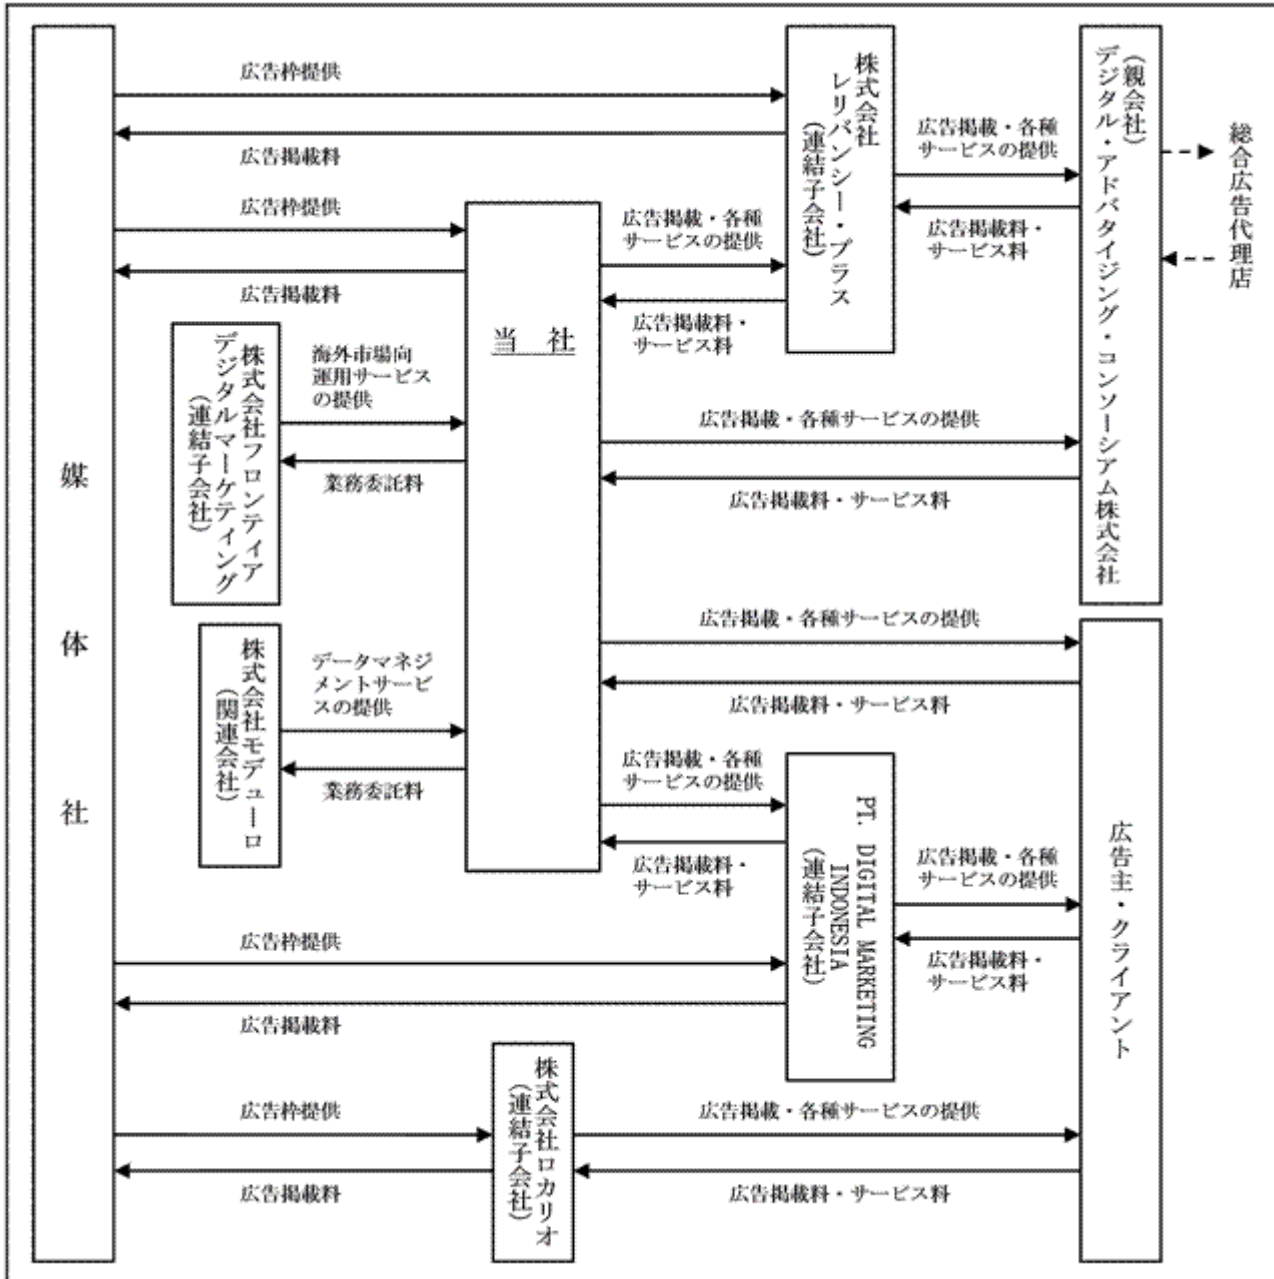 媒体社
広告枠提供
広告掲載料
広告枠提供
広告掲載料
株式会社フロンティア
デジタルマーケティング
（連結子会社）
海外市場向
運用サービス
の提供
業務委託料
株式会社モデューロ
（関連会社）
データマネジ
メントサービ
スの提供
業務委託料
当　社
広告掲載・各種
サービスの提供
広告掲載料・
サービス料
株式会社
レリバンシー・プラス
（連結子会社）
広告掲載・各種
サービスの提供
広告掲載料・
サービス料
（親会社）
デジタル・アドバタイジング・コンソーシアム株式会社
総合広告代理店
広告掲載・各種サービスの提供
広告掲載料・サービス料
広告掲載・各種サービスの提供
広告掲載料・サービス料
広告掲載・各種
サービスの提供
広告掲載料・
サービス料
PT. DIGITAL MARKETING
INDONESIA
（連結子会社）
広告掲載・各種
サービスの提供
広告掲載料・
サービス料
広告主・クライアント
広告枠提供
広告掲載料
広告枠提供
広告掲載料
株式会社ロカリオ
（連結子会社）
広告掲載・各種サービスの提供
広告掲載料・サービス料